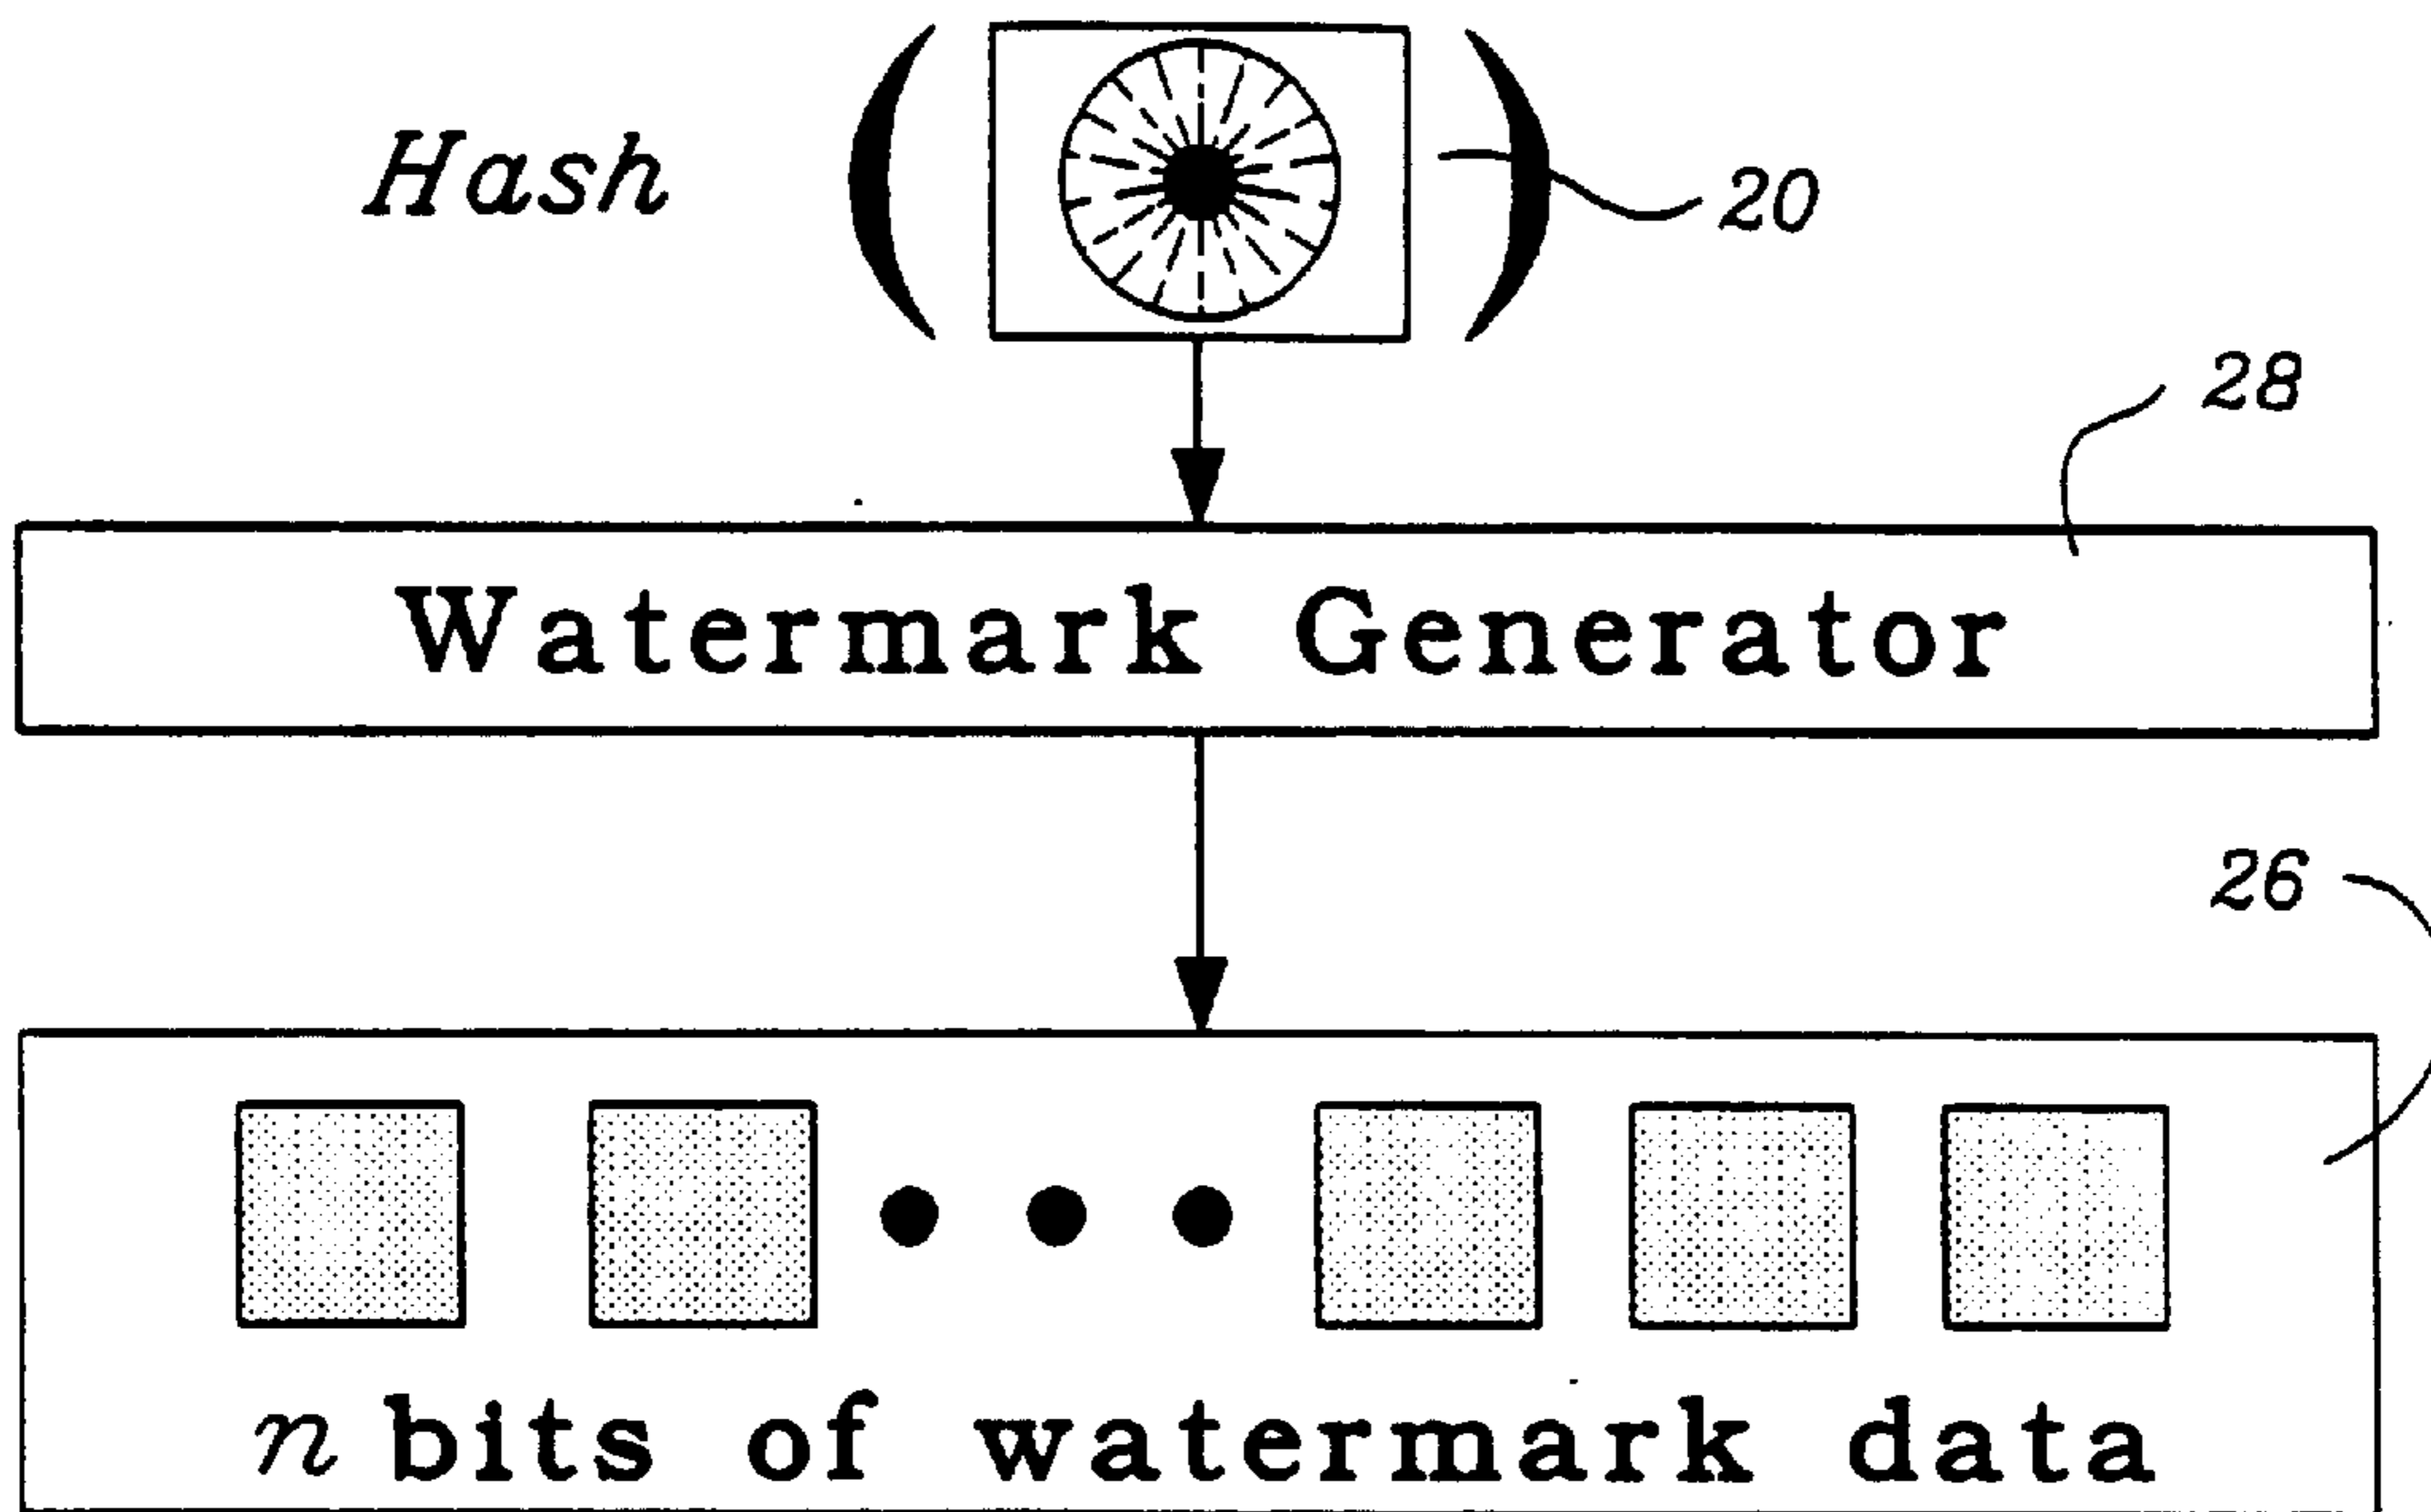 Hash ( ) 20
28
Watermark Generator
26
n bits of watermark data